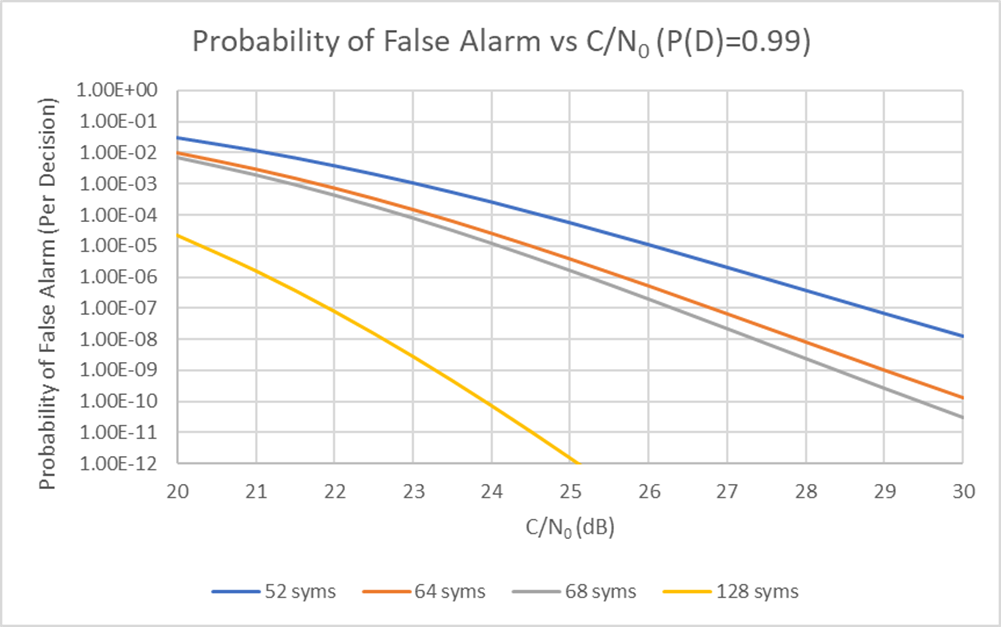 Probability of False Alarm vs C/N₀ (P(D)=0.99)
Probability of False Alarm (Per Decision)
1.00E+00
1.00E-01
1.00E-02
1.00E-03
1.00E-04
1.00E-05
1.00E-06
1.00E-07
1.00E-08
1.00E-09
1.00E-10
1.00E-11
1.00E-12
20 21 22 23 24 25 26 27 28 29 30
C/N₀ (dB)
52 syms 64 syms 68 syms 128 syms